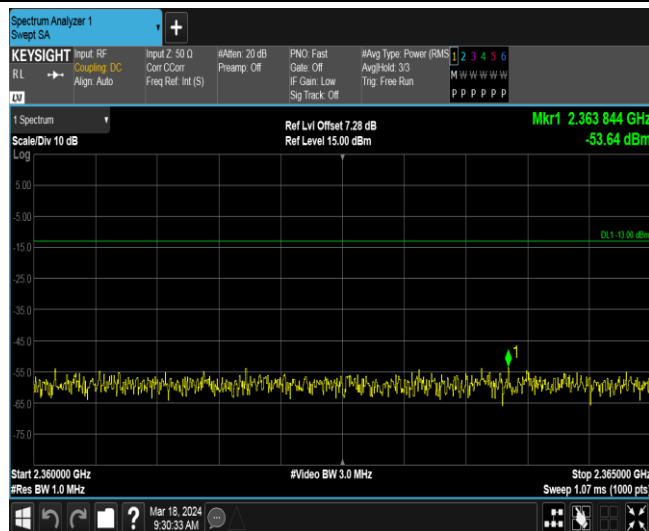 Spectrum Analyzer 1
Swept SA
+
KEYSIGHT
RL
LXI
Input: RF
Coupling: DC
Align: Auto
Input Z: 50 Ω
Corr CCorr
Freq Ref: Int (S)
#Atten: 20 dB
Preamp: Off
PNO: Fast
Gate: Off
IF Gain: Low
Sig Track: Off
#Avg Type: Power (RMS
Avg|Hold: 3/3
Trig: Free Run
1 2 3 4 5 6
M W W W W W
P P P P P P
1 Spectrum
Scale/Div 10 dB
Log
Ref Lvl Offset 7.28 dB
Ref Level 15.00 dBm
Mkr1 2.363 844 GHz
-53.64 dBm
5.00
-5.00
-15.0
-25.0
-35.0
-45.0
-55.0
-65.0
-75.0
DL1 -13.00 dBm
1
Start 2.360000 GHz
#Res BW 1.0 MHz
#Video BW 3.0 MHz
Stop 2.365000 GHz
Sweep 1.07 ms (1000 pts)
?
Mar 18, 2024
9:30:33 AM